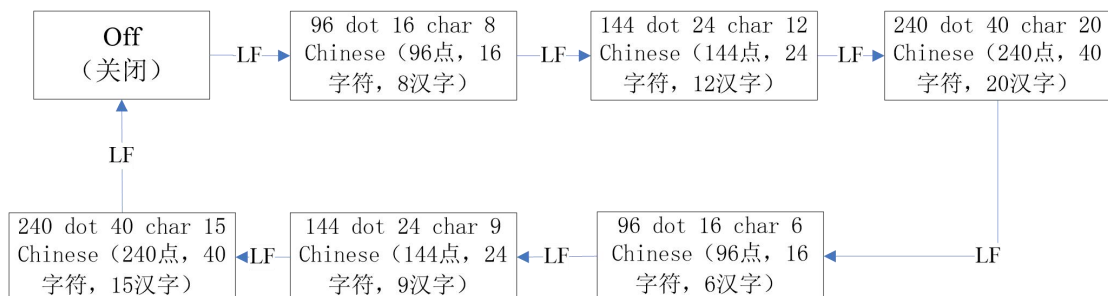 Off
（关闭）
LF
96 dot 16 char 8
Chinese（96点，16
字符，8汉字）
LF
144 dot 24 char 12
Chinese（144点，24
字符，12汉字）
LF
240 dot 40 char 20
Chinese（240点，40
字符，20汉字）
LF
96 dot 16 char 6
Chinese（96点，16
字符，6汉字）
LF
144 dot 24 char 9
Chinese（144点，24
字符，9汉字）
LF
240 dot 40 char 15
Chinese（240点，40
字符，15汉字）
LF